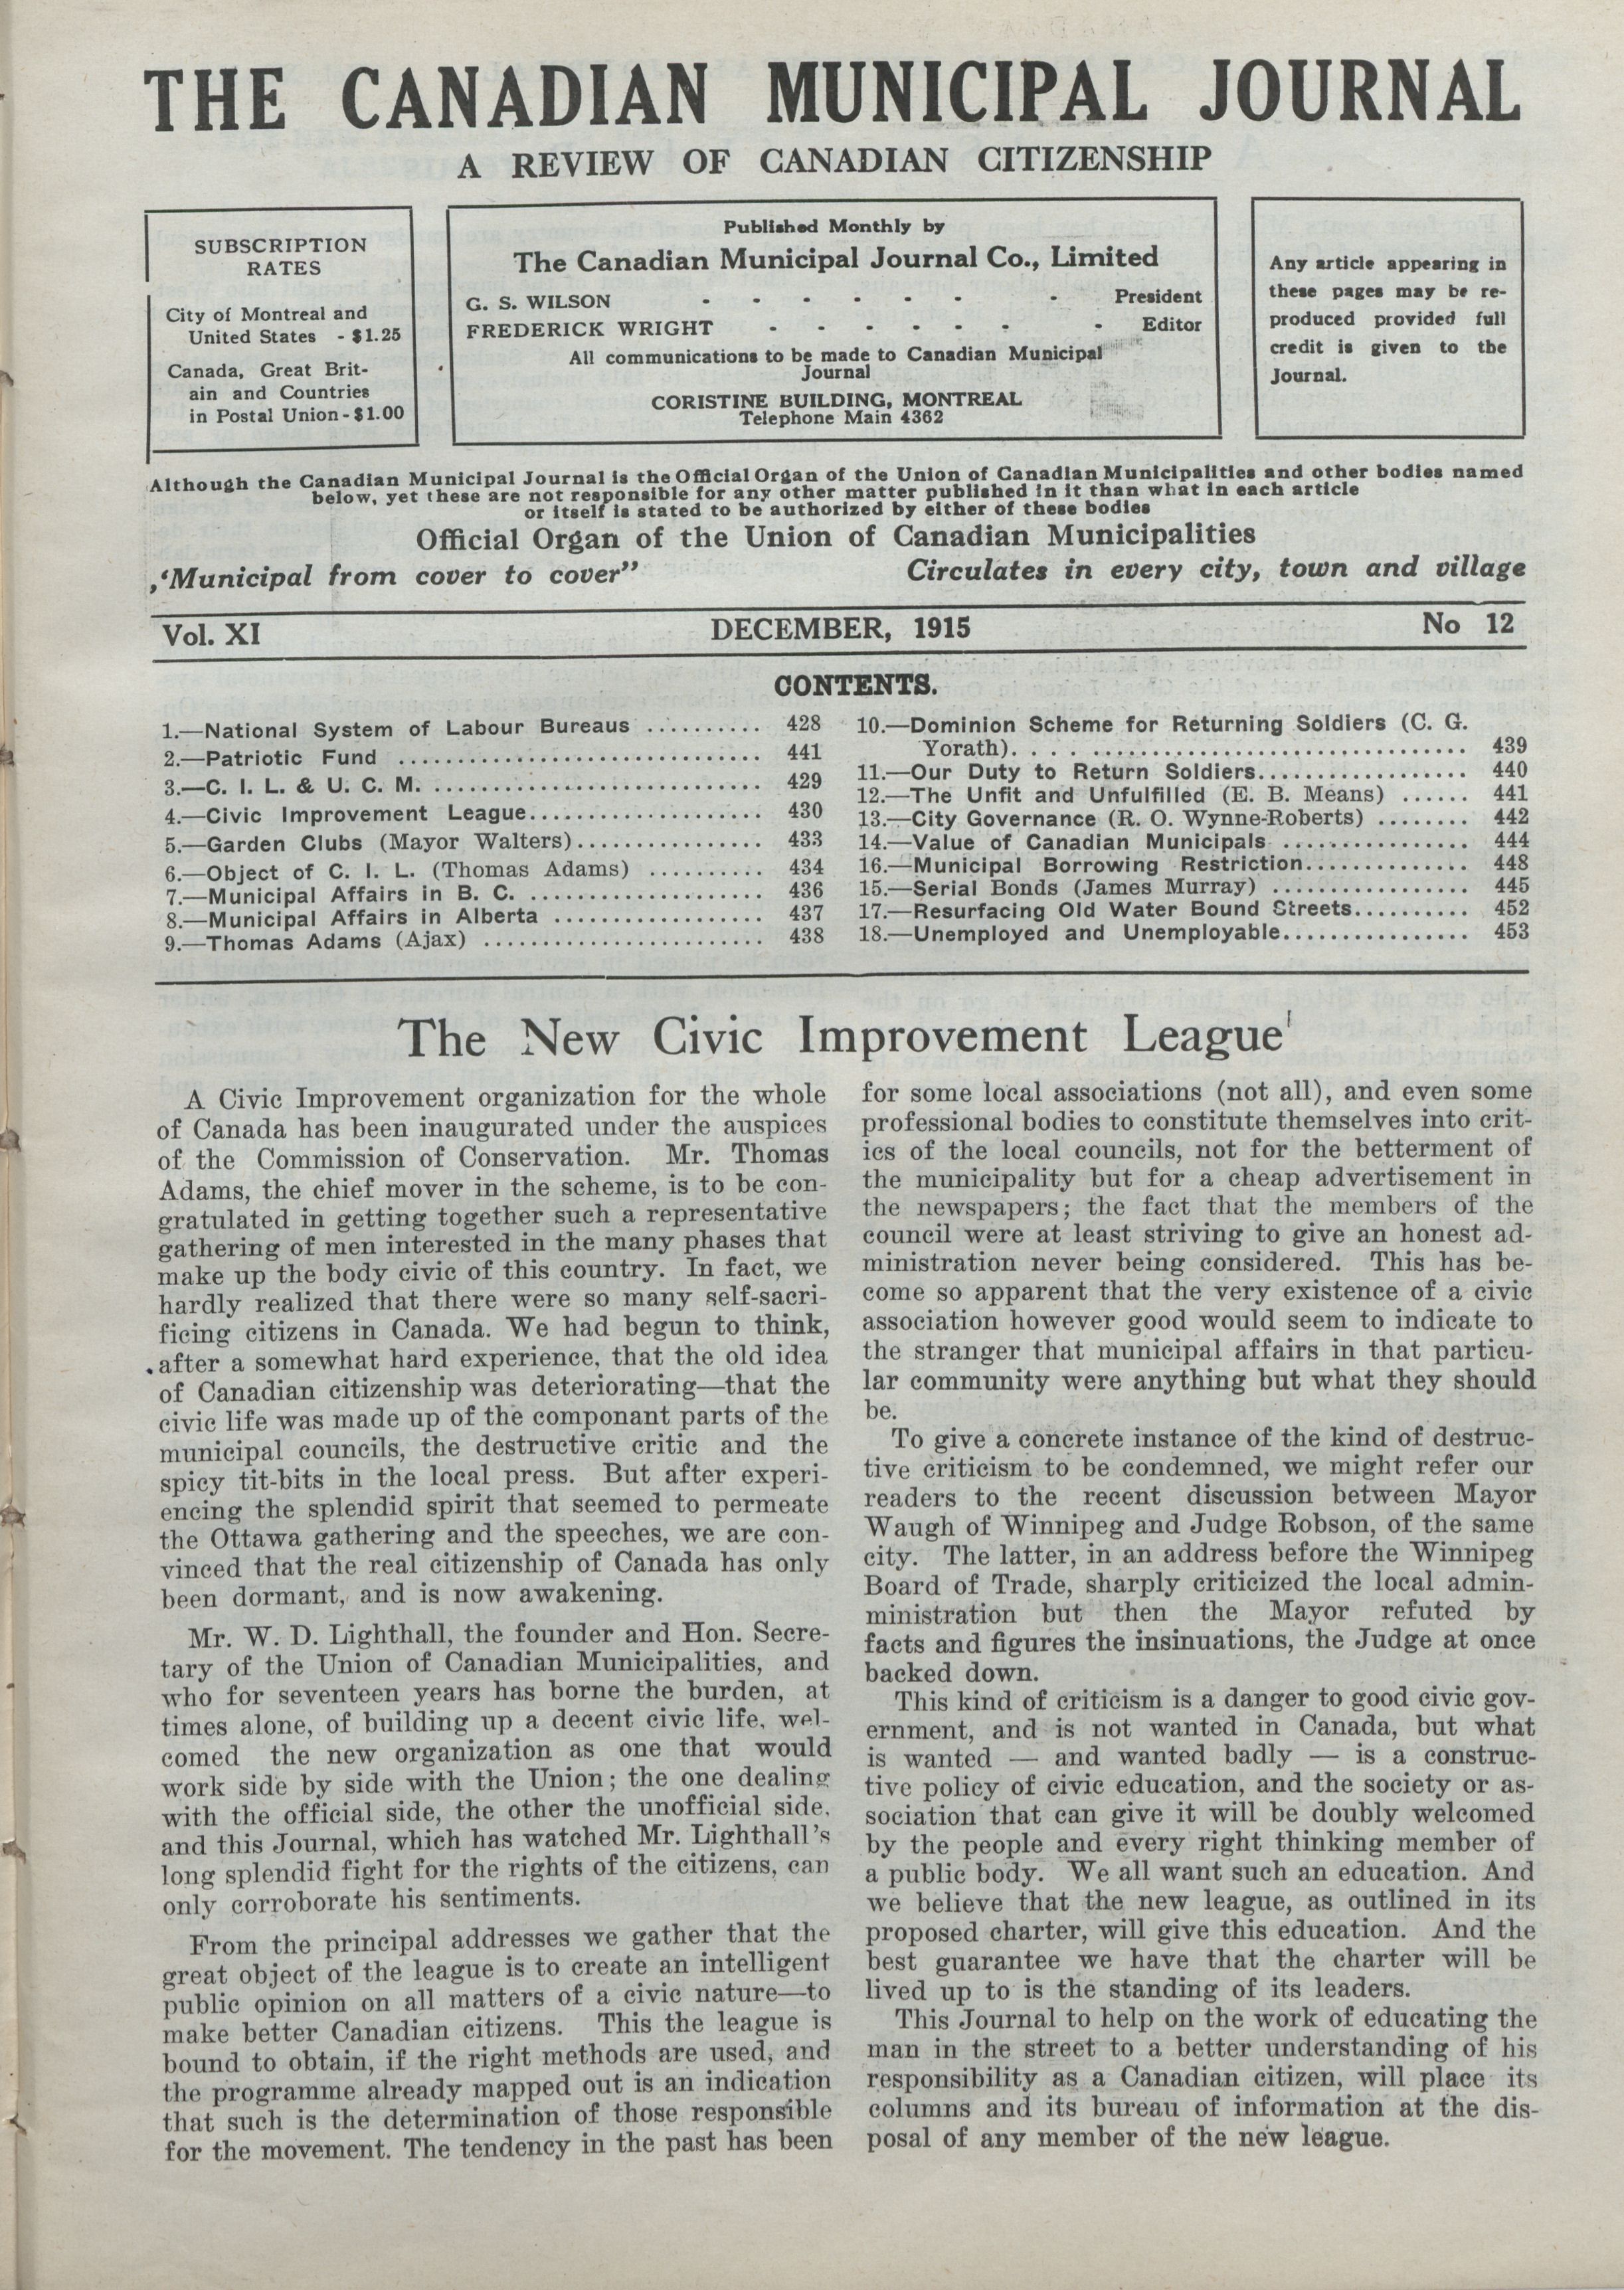 THE CANADIAN MUNICIPAL JOURNAL
A REVIEW OF CANADIAN CITIZENSHIP
SUBSCRIPTION
RATES
City of Montreal and
United States - $1.25
Canada, Great Brit-
ain and Countries
in Postal Union - $1.00
Published Monthly by
The Canadian Municipal Journal Co., Limited
G. S. WILSON - - - - - - - President
FREDERICK WRIGHT - - - - - - - Editor
All communications to be made to Canadian Municipal
Journal
CORISTINE BUILDING, MONTREAL
Telephone Main 4362
Any article appearing in
these pages may be re-
produced provided full
credit is given to the
Journal.
Although the Canadian Municipal Journal is the Official Organ of the Union of Canadian Municipalities and other bodies named
below, yet these are not responsible for any other matter published in it than what in each article
or itself is stated to be authorized by either of these bodies
Official Organ of the Union of Canadian Municipalities
,‘Municipal from cover to cover”
Circulates in every city, town and village
Vol. XI DECEMBER, 1915 No 12
CONTENTS.
1.—National System of Labour Bureaus .......... 428
2.—Patriotic Fund ............................... 441
3.—C. I. L. & U. C. M. ............................ 429
4.—Civic Improvement League.................... 430
5.—Garden Clubs (Mayor Walters)................ 433
6.—Object of C. I. L. (Thomas Adams) .......... 434
7.—Municipal Affairs in B. C. .................... 436
8.—Municipal Affairs in Alberta .................. 437
9.—Thomas Adams (Ajax) ........................ 438
10.—Dominion Scheme for Returning Soldiers (C. G.
Yorath)....................................... 439
11.—Our Duty to Return Soldiers.................. 440
12.—The Unfit and Unfulfilled (E. B. Means) ...... 441
13.—City Governance (R. O. Wynne-Roberts) ........ 442
14.—Value of Canadian Municipals ................ 444
16.—Municipal Borrowing Restriction.............. 448
15.—Serial Bonds (James Murray) ................. 445
17.—Resurfacing Old Water Bound Streets.......... 452
18.—Unemployed and Unemployable................ 453
The New Civic Improvement League
A Civic Improvement organization for the whole
of Canada has been inaugurated under the auspices
of the Commission of Conservation. Mr. Thomas
Adams, the chief mover in the scheme, is to be con-
gratulated in getting together such a representative
gathering of men interested in the many phases that
make up the body civic of this country. In fact, we
hardly realized that there were so many self-sacri-
ficing citizens in Canada. We had begun to think,
after a somewhat hard experience, that the old idea
of Canadian citizenship was deteriorating—that the
civic life was made up of the componant parts of the
municipal councils, the destructive critic and the
spicy tit-bits in the local press. But after experi-
encing the splendid spirit that seemed to permeate
the Ottawa gathering and the speeches, we are con-
vinced that the real citizenship of Canada has only
been dormant, and is now awakening.
Mr. W. D. Lighthall, the founder and Hon. Secre-
tary of the Union of Canadian Municipalities, and
who for seventeen years has borne the burden, at
times alone, of building up a decent civic life, wel-
comed the new organization as one that would
work side by side with the Union; the one dealing
with the official side, the other the unofficial side,
and this Journal, which has watched Mr. Lighthall's
long splendid fight for the rights of the citizens, can
only corroborate his sentiments.
From the principal addresses we gather that the
great object of the league is to create an intelligent
public opinion on all matters of a civic nature—to
make better Canadian citizens. This the league is
bound to obtain, if the right methods are used, and
the programme already mapped out is an indication
that such is the determination of those responsible
for the movement. The tendency in the past has been
for some local associations (not all), and even some
professional bodies to constitute themselves into crit-
ics of the local councils, not for the betterment of
the municipality but for a cheap advertisement in
the newspapers; the fact that the members of the
council were at least striving to give an honest ad-
ministration never being considered. This has be-
come so apparent that the very existence of a civic
association however good would seem to indicate to
the stranger that municipal affairs in that particu-
lar community were anything but what they should
be.
To give a concrete instance of the kind of destruc-
tive criticism to be condemned, we might refer our
readers to the recent discussion between Mayor
Waugh of Winnipeg and Judge Robson, of the same
city. The latter, in an address before the Winnipeg
Board of Trade, sharply criticized the local admin-
ministration but then the Mayor refuted by
facts and figures the insinuations, the Judge at once
backed down.
This kind of criticism is a danger to good civic gov-
ernment, and is not wanted in Canada, but what
is wanted — and wanted badly — is a construc-
tive policy of civic education, and the society or as-
sociation that can give it will be doubly welcomed
by the people and every right thinking member of
a public body. We all want such an education. And
we believe that the new league, as outlined in its
proposed charter, will give this education. And the
best guarantee we have that the charter will be
lived up to is the standing of its leaders.
This Journal to help on the work of educating the
man in the street to a better understanding of his
responsibility as a Canadian citizen, will place its
columns and its bureau of information at the dis-
posal of any member of the new league.